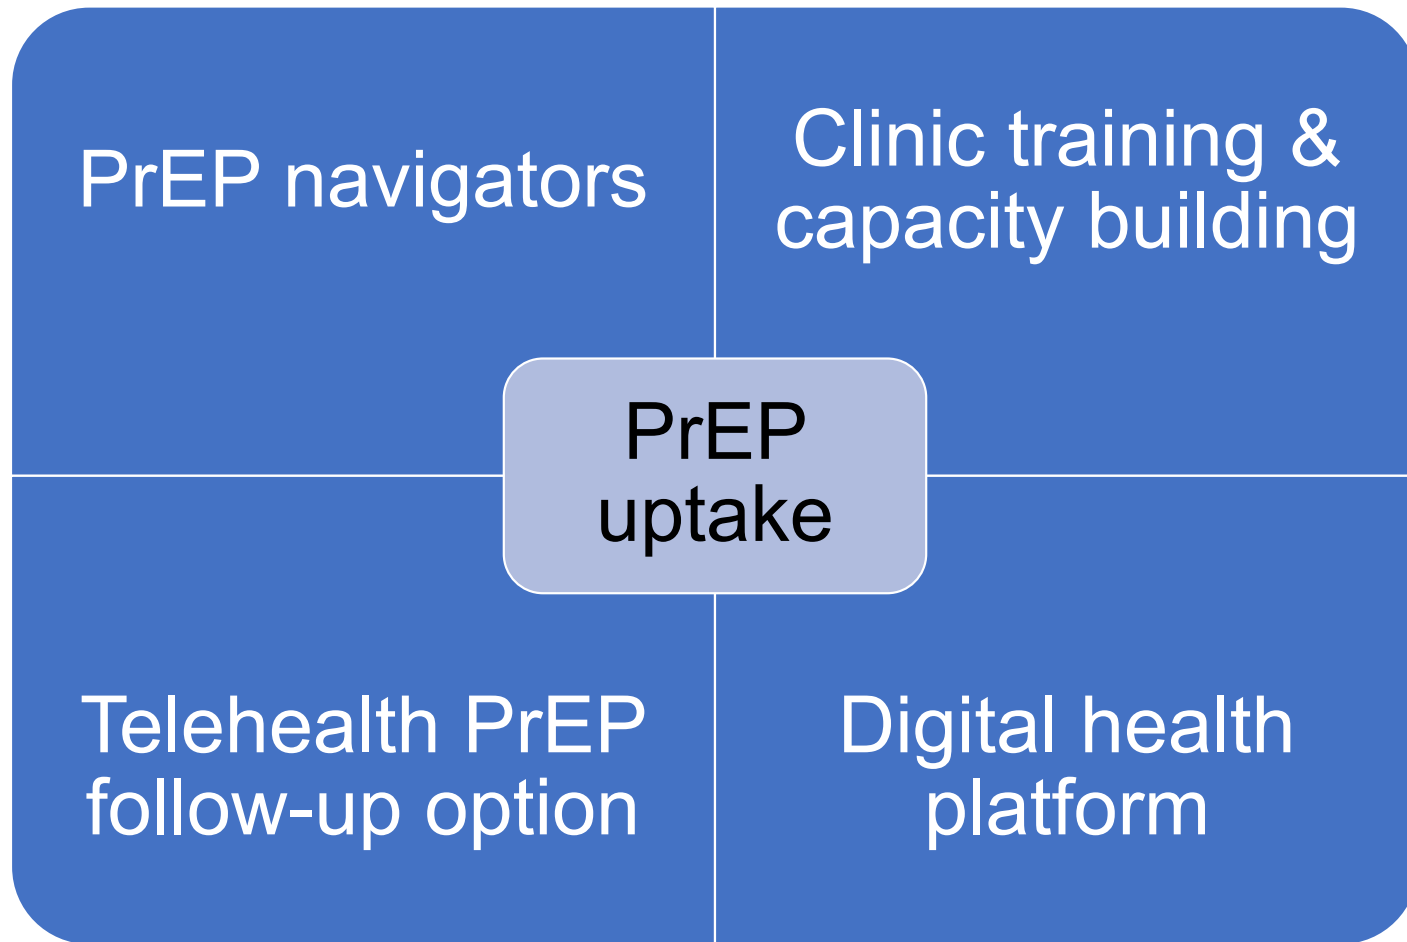 PrEP navigators
Clinic training &
capacity building
PrEP
uptake
Telehealth PrEP
follow-up option
Digital health
platform